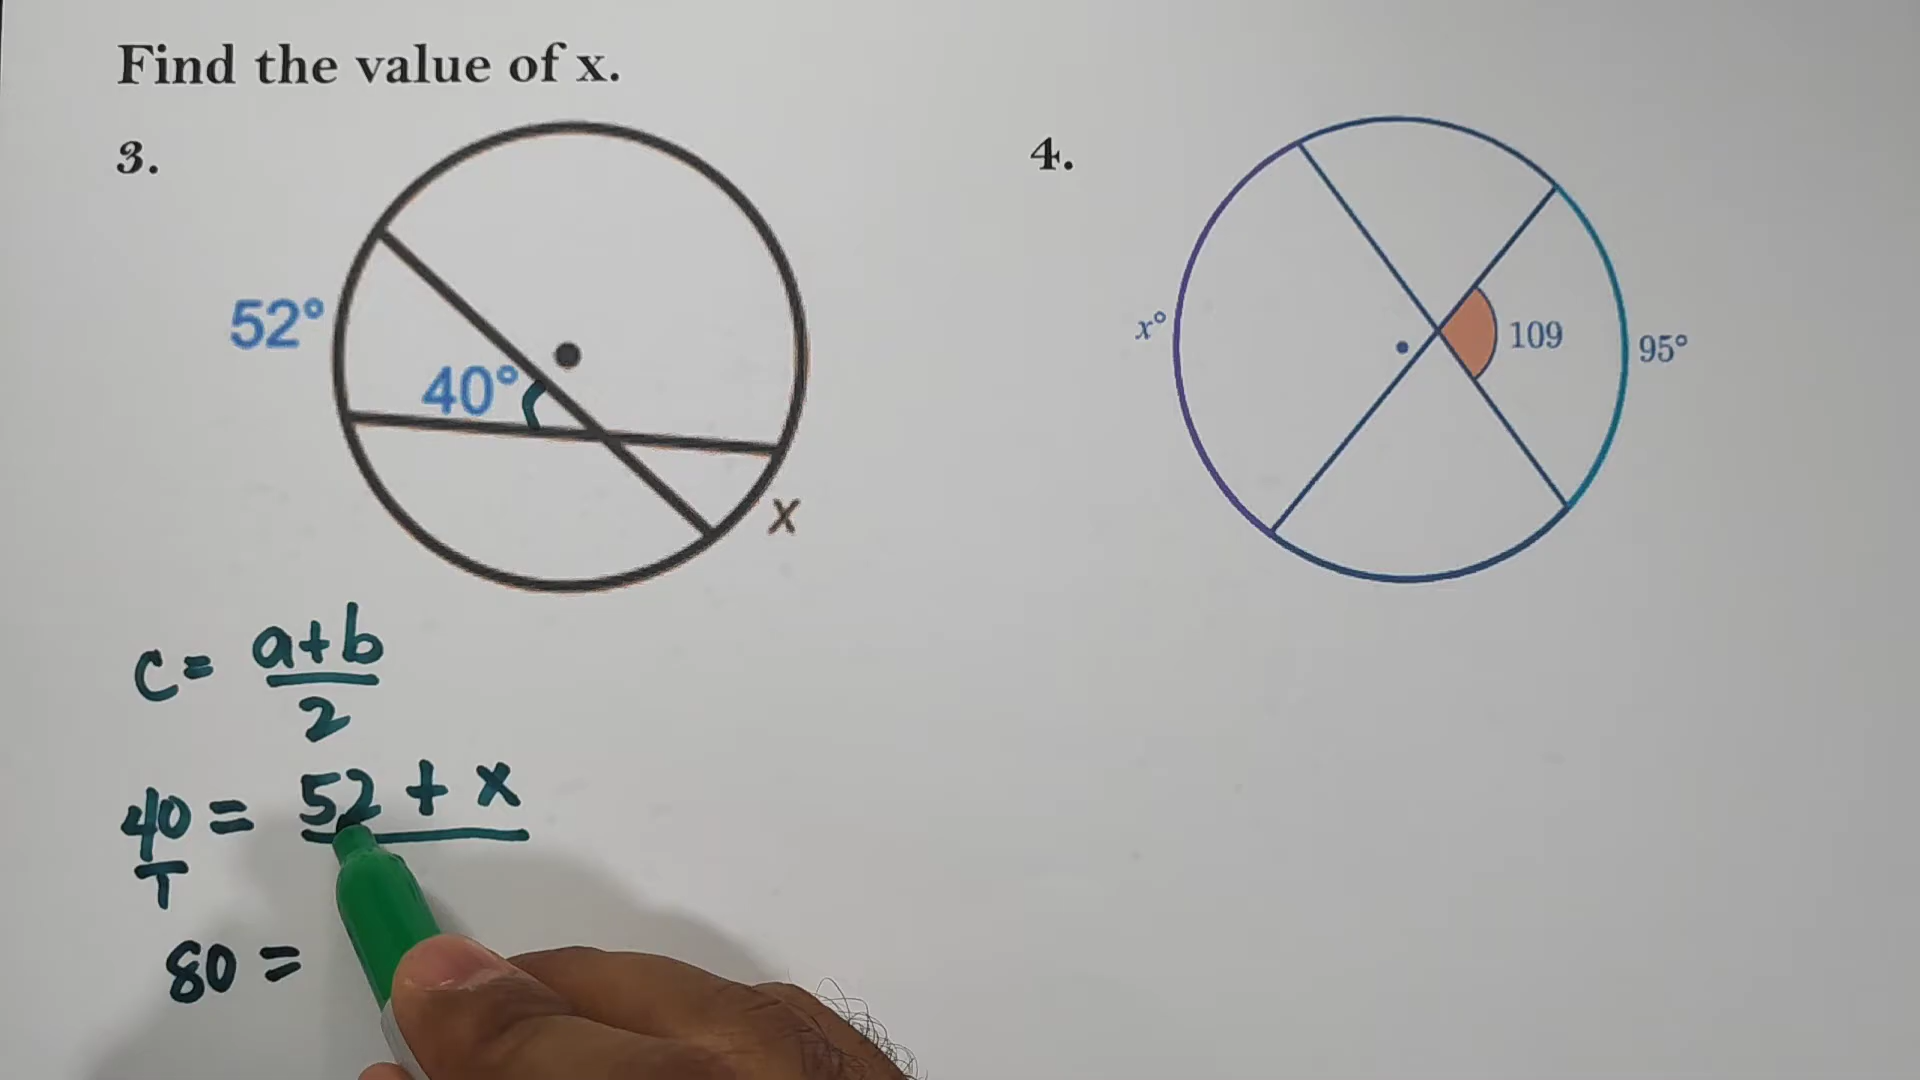 Find the value of x.
3.
52°
40°
x
4.
x°
109
95°
c = a+b
2
40 = 52 + x
1
80 =